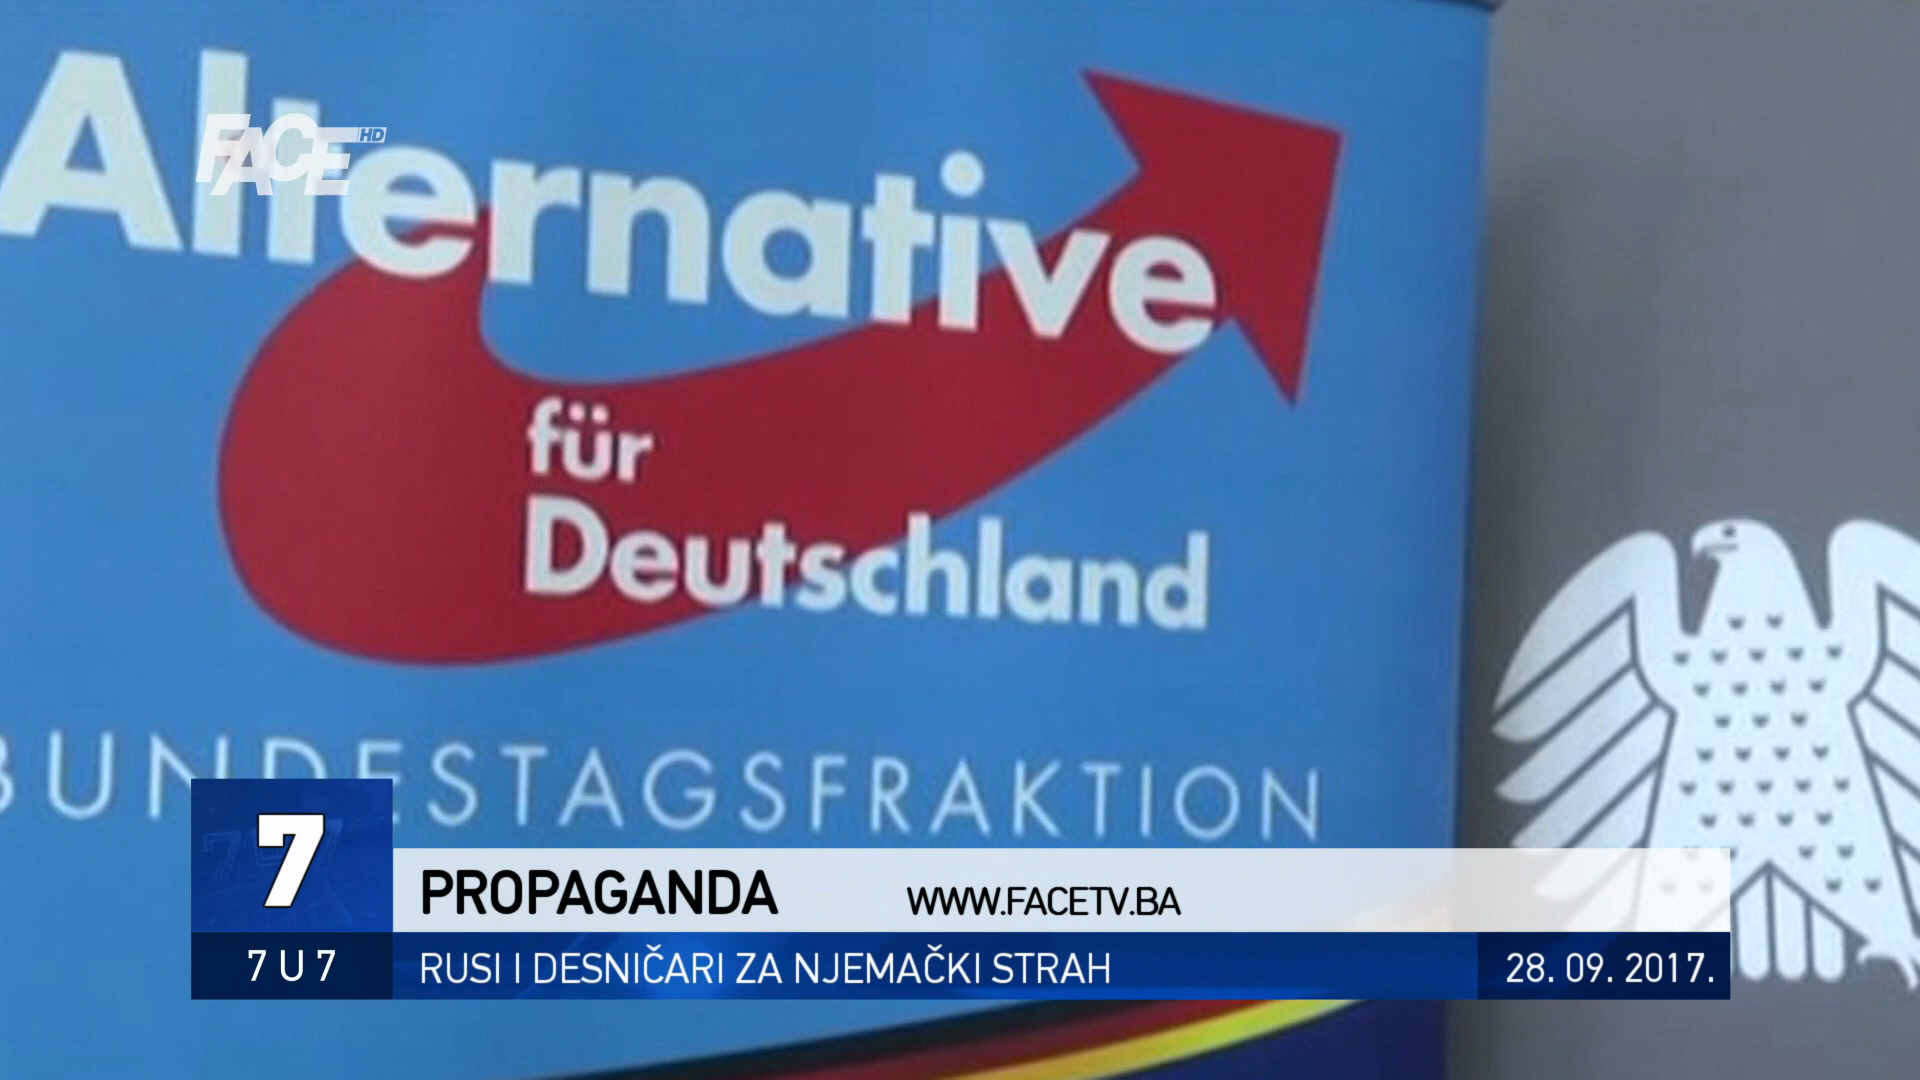 Alternative
FACE HD
für
Deutschland
BUNDESTAGSFRAKTION
7
PROPAGANDA WWW.FACETV.BA
7 U 7 RUSI I DESNIČARI ZA NJEMAČKI STRAH 28. 09. 2017.